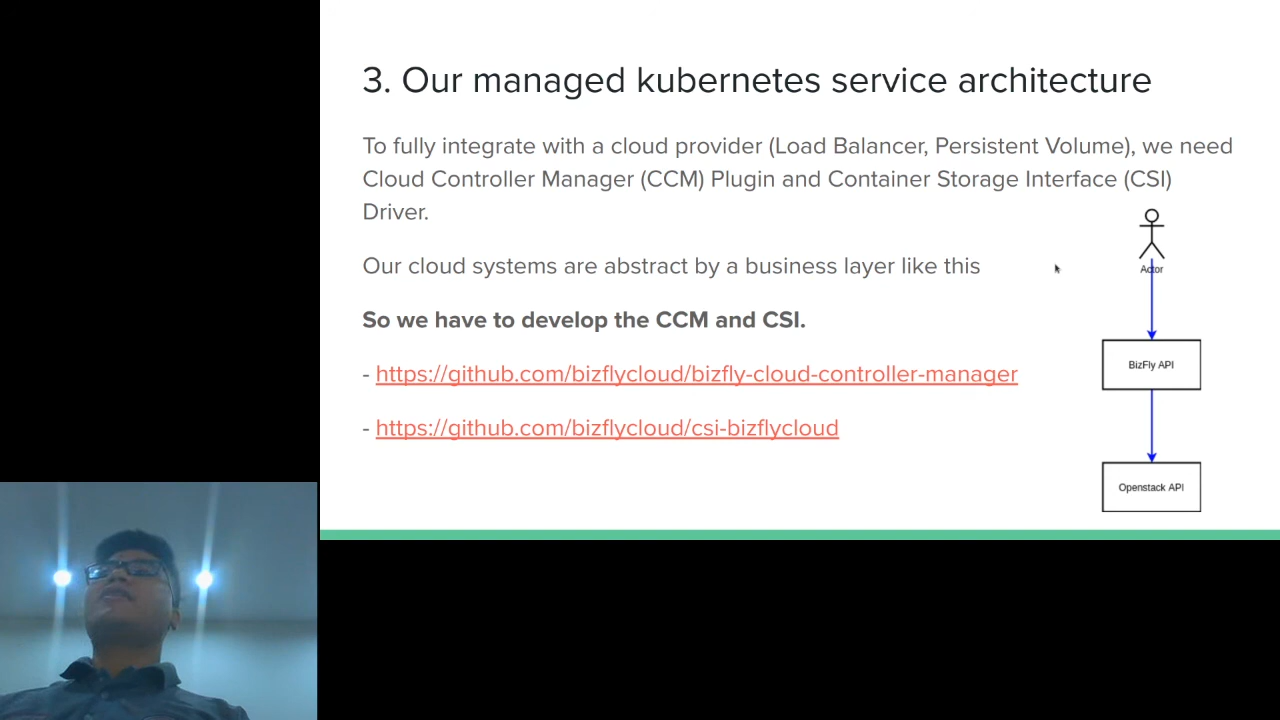 3. Our managed kubernetes service architecture
To fully integrate with a cloud provider (Load Balancer, Persistent Volume), we need
Cloud Controller Manager (CCM) Plugin and Container Storage Interface (CSI)
Driver.
Our cloud systems are abstract by a business layer like this
So we have to develop the CCM and CSI.
- https://github.com/bizflycloud/bizfly-cloud-controller-manager
- https://github.com/bizflycloud/csi-bizflycloud
Actor
BizFly API
Openstack API